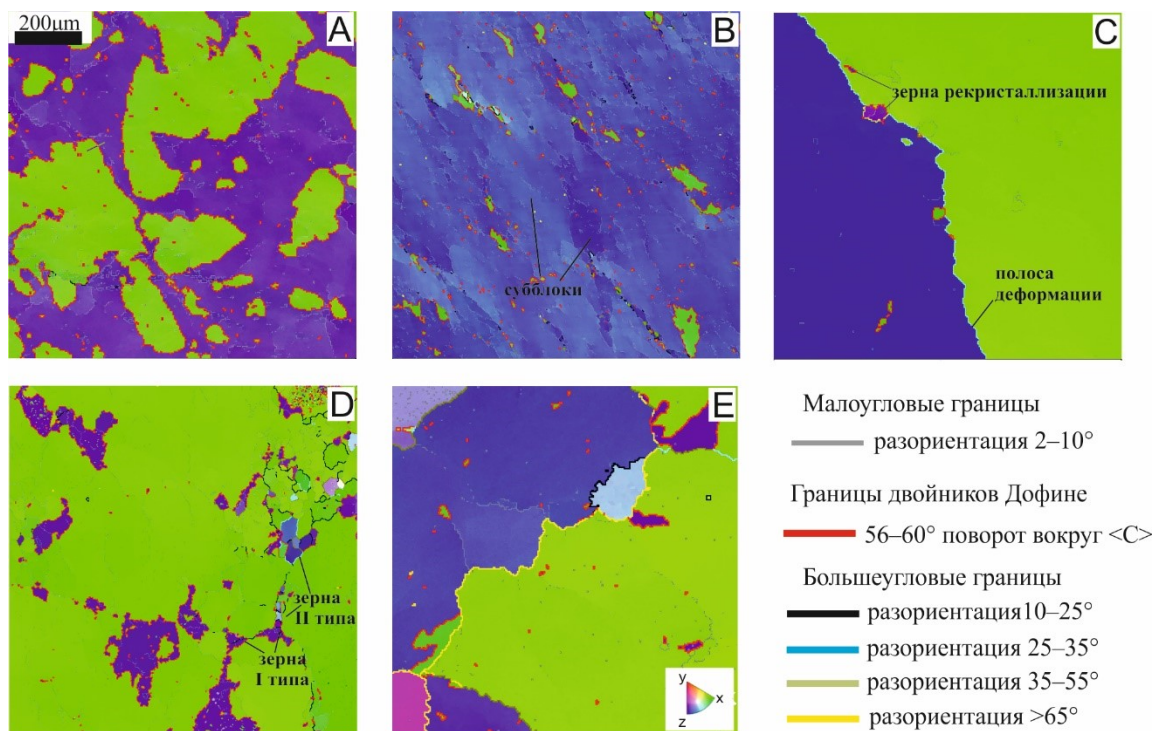 200μm
A
B
C
зерна рекристаллизации
субблоки
полоса
деформации
D
E
зерна
II типа
зерна
I типа
y
x
z
Малоугловые границы
разориентация 2–10°
Границы двойников Дофине
56–60° поворот вокруг <C>
Большеугловые границы
разориентация10–25°
разориентация 25–35°
разориентация 35–55°
разориентация >65°